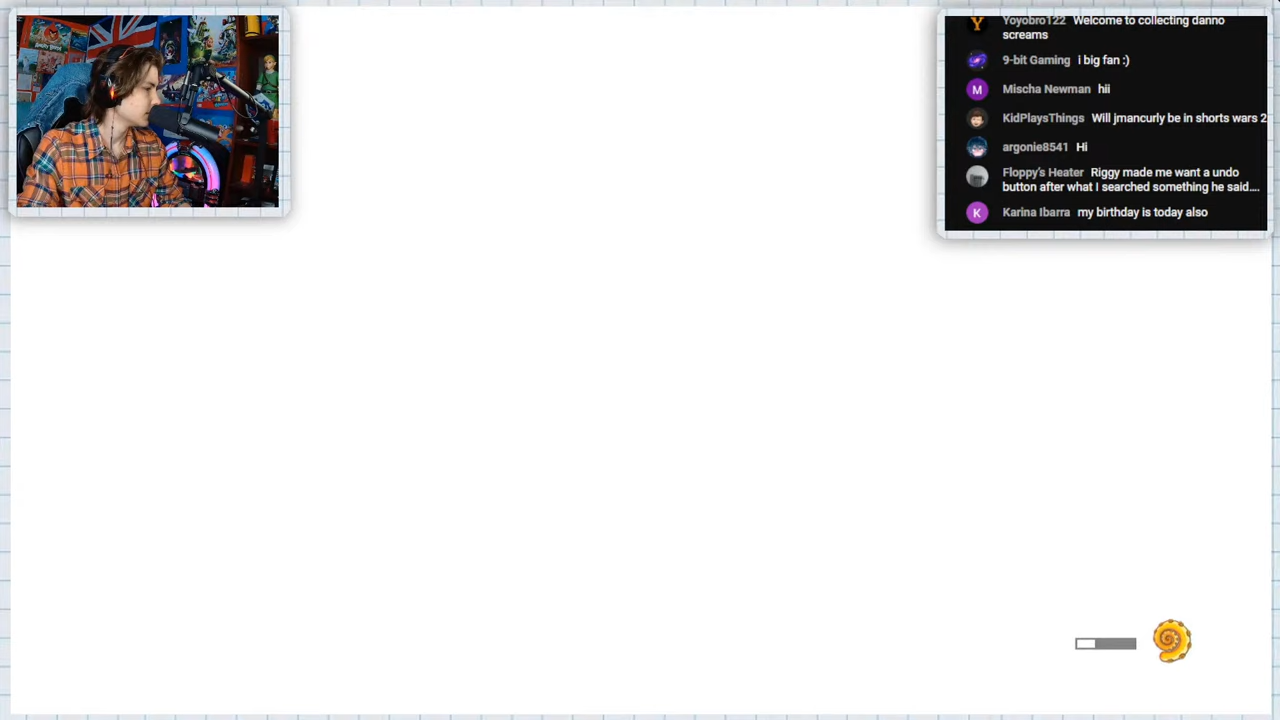 Yoyobro122 Welcome to collecting danno
screams
9-bit Gaming i big fan :)
Mischa Newman hii
KidPlaysThings Will jmancurly be in shorts wars 2
argonie8541 Hi
Floppy's Heater Riggy made me want a undo
button after what I searched something he said....
K
Karina Ibarra my birthday is today also